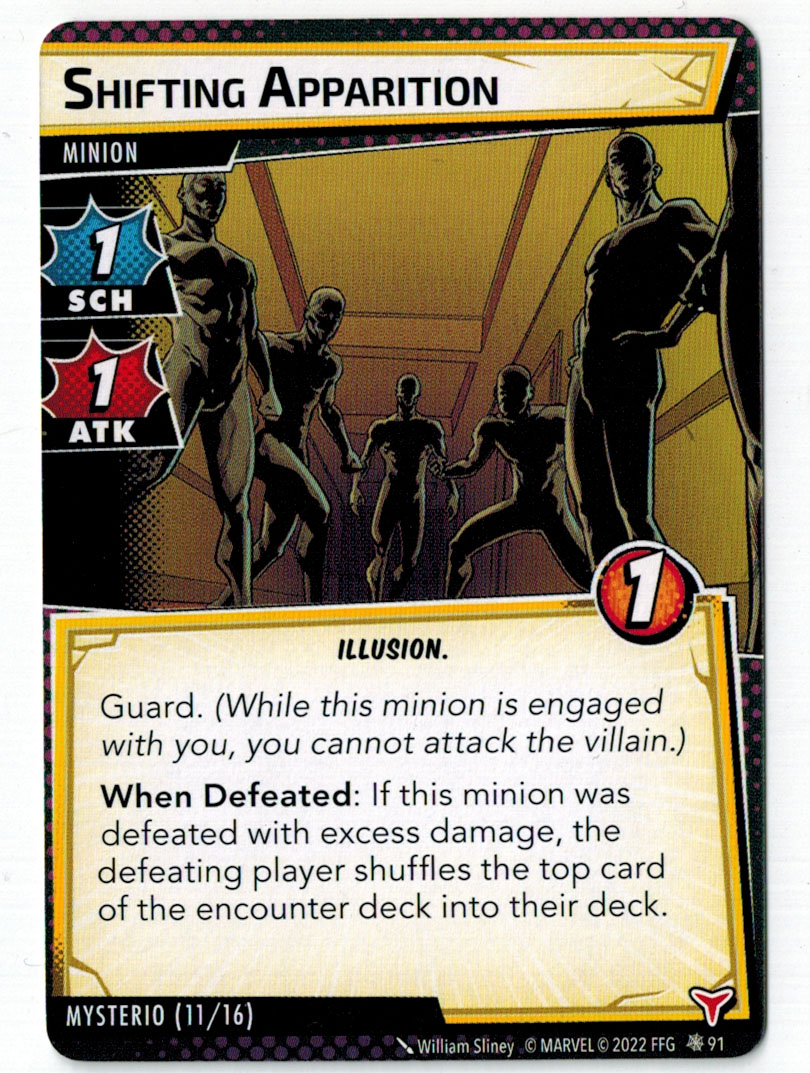 SHIFTING APPARITION
MINION
1
SCH
1
ATK
1
ILLUSION.
Guard. (While this minion is engaged
with you, you cannot attack the villain.)
When Defeated: If this minion was
defeated with excess damage, the
defeating player shuffles the top card
of the encounter deck into their deck.
MYSTERIO (11/16)
William Sliney © MARVEL © 2022 FFG 91